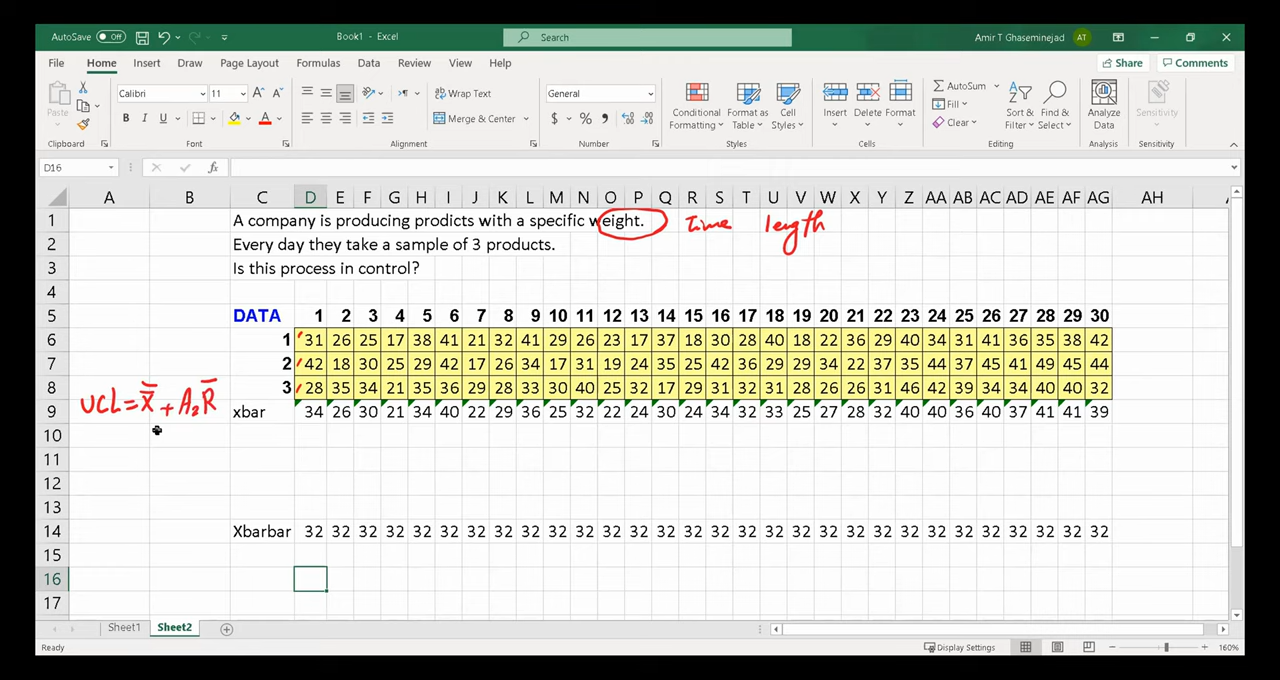 AutoSave Off Book1 - Excel Search Amir T Ghaseminejad AT
File Home Insert Draw Page Layout Formulas Data Review View Help Share Comments
Paste Calibri 11 A A Wrap Text General AutoSum
B I U A Merge & Center $ % Conditional Formatting Format as Table Cell Styles Insert Delete Format Fill Clear Sort & Filter Find & Select Analyze Data Sensitivity
Clipboard Font Alignment Number Styles Cells Editing Analysis Sensitivity
D16 fx
A B C D E F G H I J K L M N O P Q R S T U V W X Y Z AA AB AC AD AE AF AG AH
1 A company is producing prodicts with a specific weight. Time length
2 Every day they take a sample of 3 products.
3 Is this process in control?
4
5 DATA 1 2 3 4 5 6 7 8 9 10 11 12 13 14 15 16 17 18 19 20 21 22 23 24 25 26 27 28 29 30
6 1 31 26 25 17 38 41 21 32 41 29 26 23 17 37 18 30 28 40 18 22 36 29 40 34 31 41 36 35 38 42
7 2 42 18 30 25 29 42 17 26 34 17 31 19 24 35 25 42 36 29 29 34 22 37 35 44 37 45 41 49 45 44
8 3 28 35 34 21 35 36 29 28 33 30 40 25 32 17 29 31 32 31 28 26 26 31 46 42 39 34 34 40 40 32
UCL = X̿ + A₂R̅
9 xbar 34 26 30 21 34 40 22 29 36 25 32 22 24 30 24 34 32 33 25 27 28 32 40 40 36 40 37 41 41 39
10
11
12
13
14 Xbarbar 32 32 32 32 32 32 32 32 32 32 32 32 32 32 32 32 32 32 32 32 32 32 32 32 32 32 32 32 32 32
15
16
17
Sheet1 Sheet2
Ready Display Settings 160%